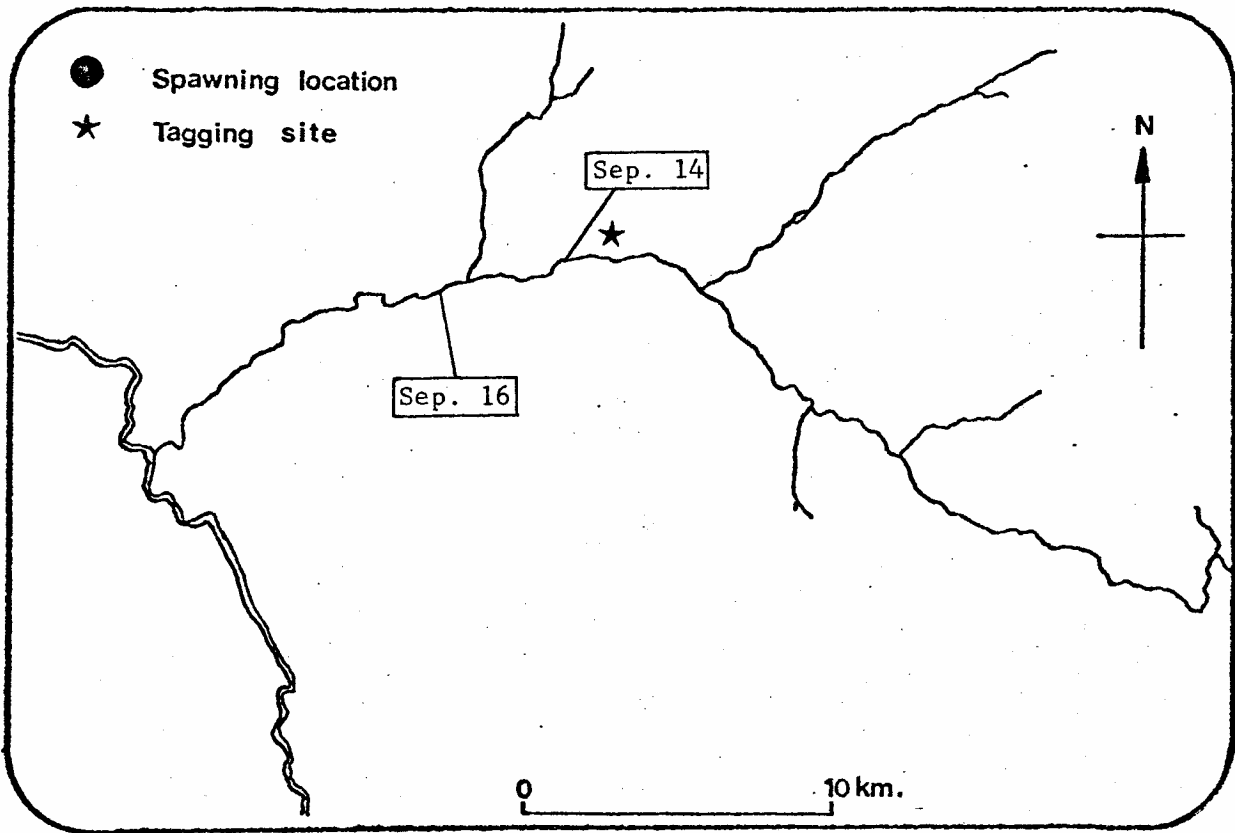 Spawning location
Tagging site
N
Sep. 14
Sep. 16
0 10 km.